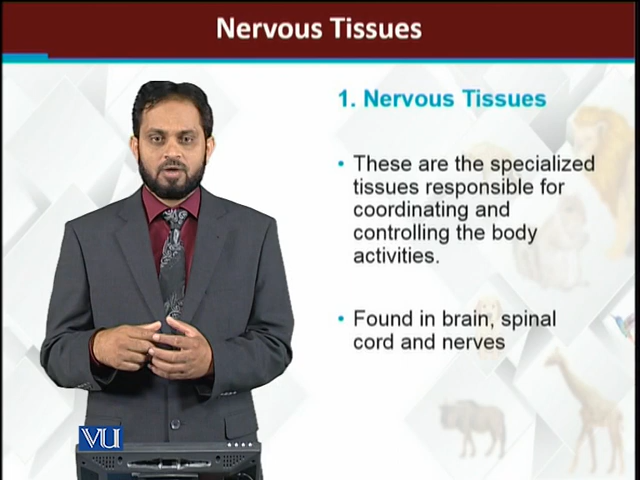 Nervous Tissues
1. Nervous Tissues
• These are the specialized
tissues responsible for
coordinating and
controlling the body
activities.
• Found in brain, spinal
cord and nerves
VU